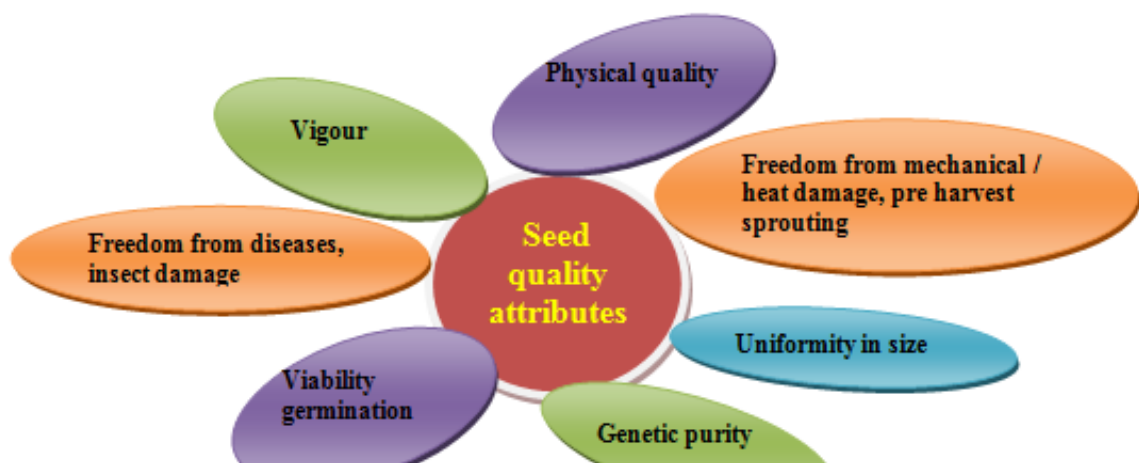 Physical quality
Vigour
Freedom from mechanical /
heat damage, pre harvest
sprouting
Freedom from diseases,
insect damage
Seed
quality
attributes
Uniformity in size
Viability
germination
Genetic purity